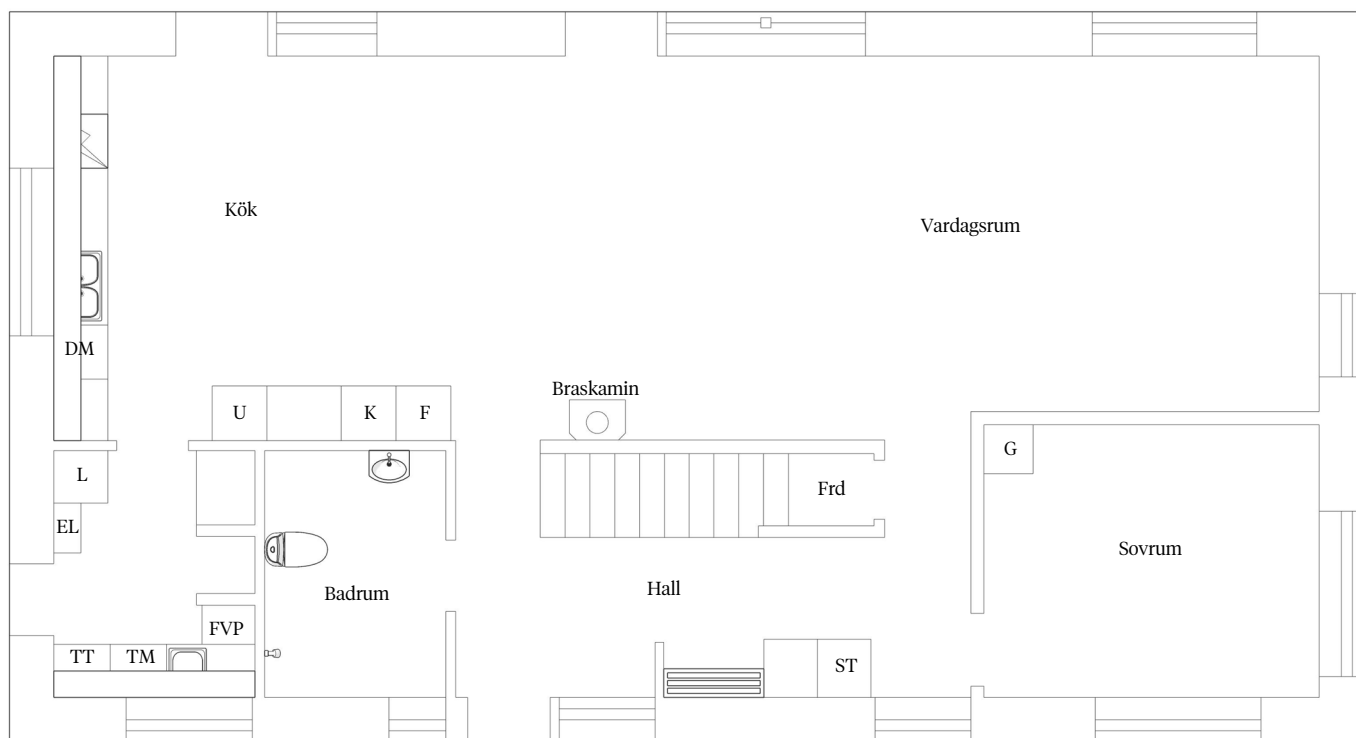 Kök
Vardagsrum
DM
Braskamin
U
K
F
G
L
Frd
EL
Sovrum
Hall
Badrum
FVP
TT
TM
ST